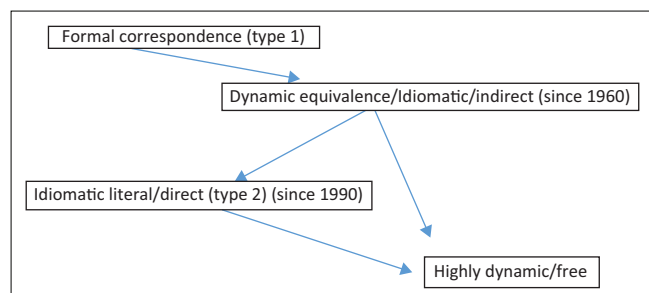 Formal correspondence (type 1)
Dynamic equivalence/Idiomatic/indirect (since 1960)
Idiomatic literal/direct (type 2) (since 1990)
Highly dynamic/free